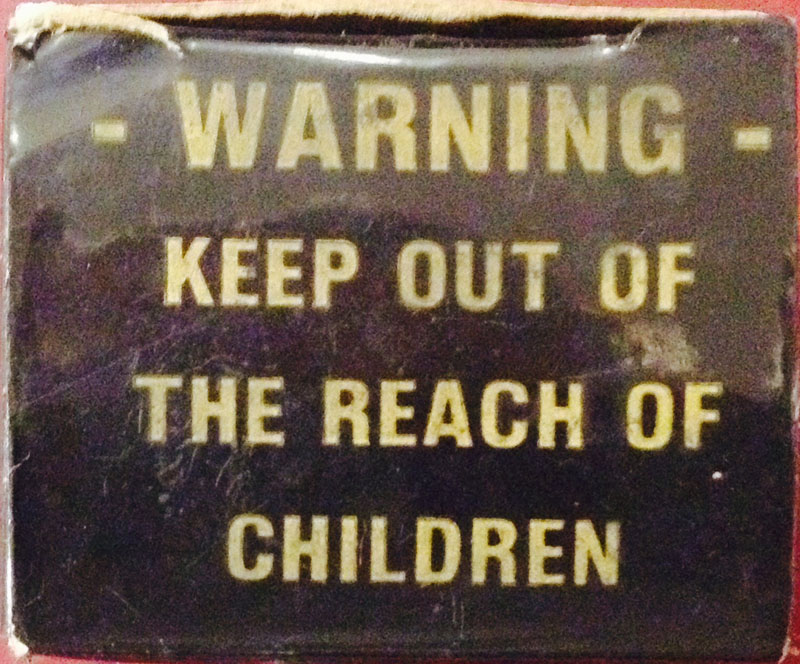 - WARNING -
KEEP OUT OF
THE REACH OF
CHILDREN